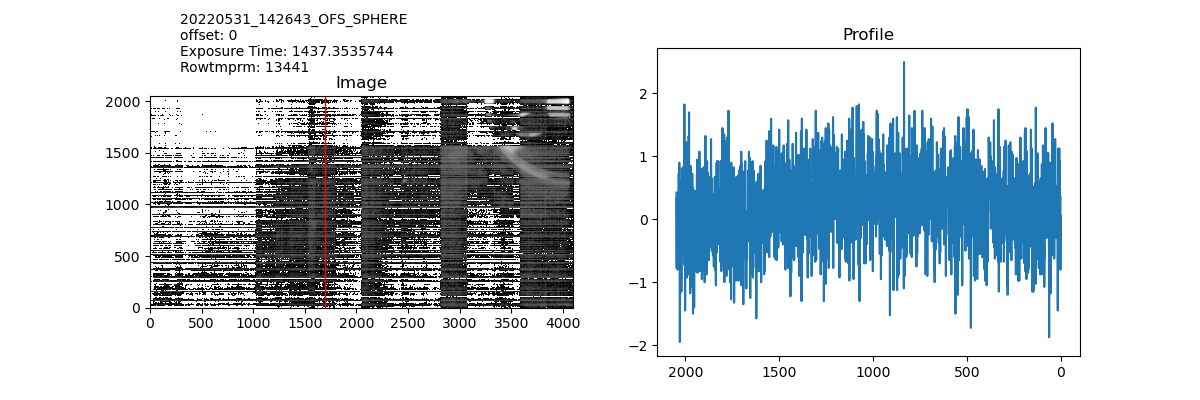 20220531_142643_OFS_SPHERE
offset: 0
Exposure Time: 1437.3535744
Rowtmprm: 13441
Image
2000
1500
1000
500
0
0 500 1000 1500 2000 2500 3000 3500 4000
Profile
2
1
0
−1
−2
2000 1500 1000 500 0